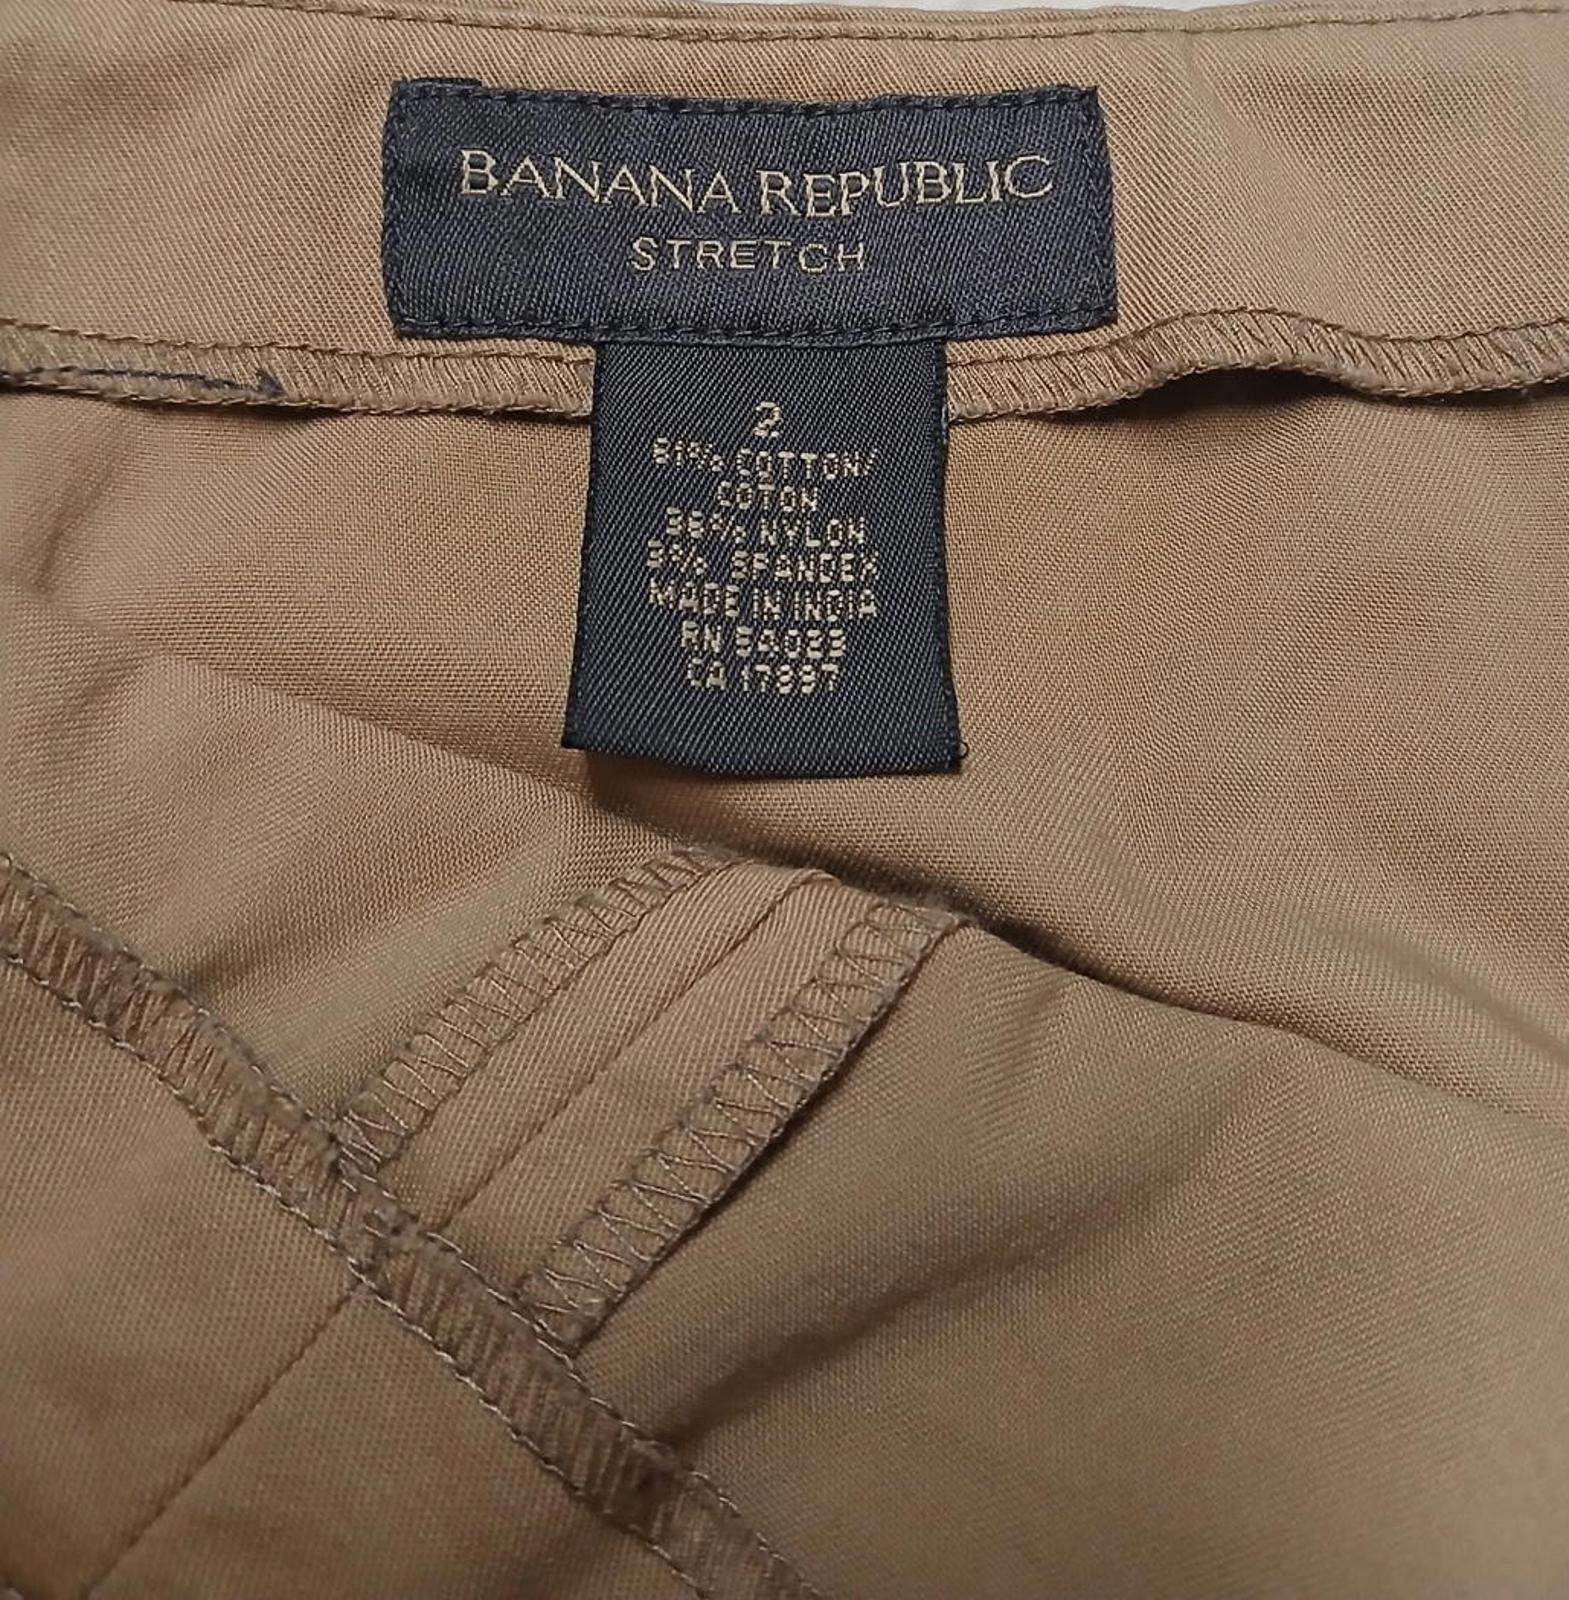 BANANA REPUBLIC
STRETCH
2
61% COTTON/
COTON
36% NYLON
3% SPANDEX
MADE IN INDIA
RN 54023
CA 17897